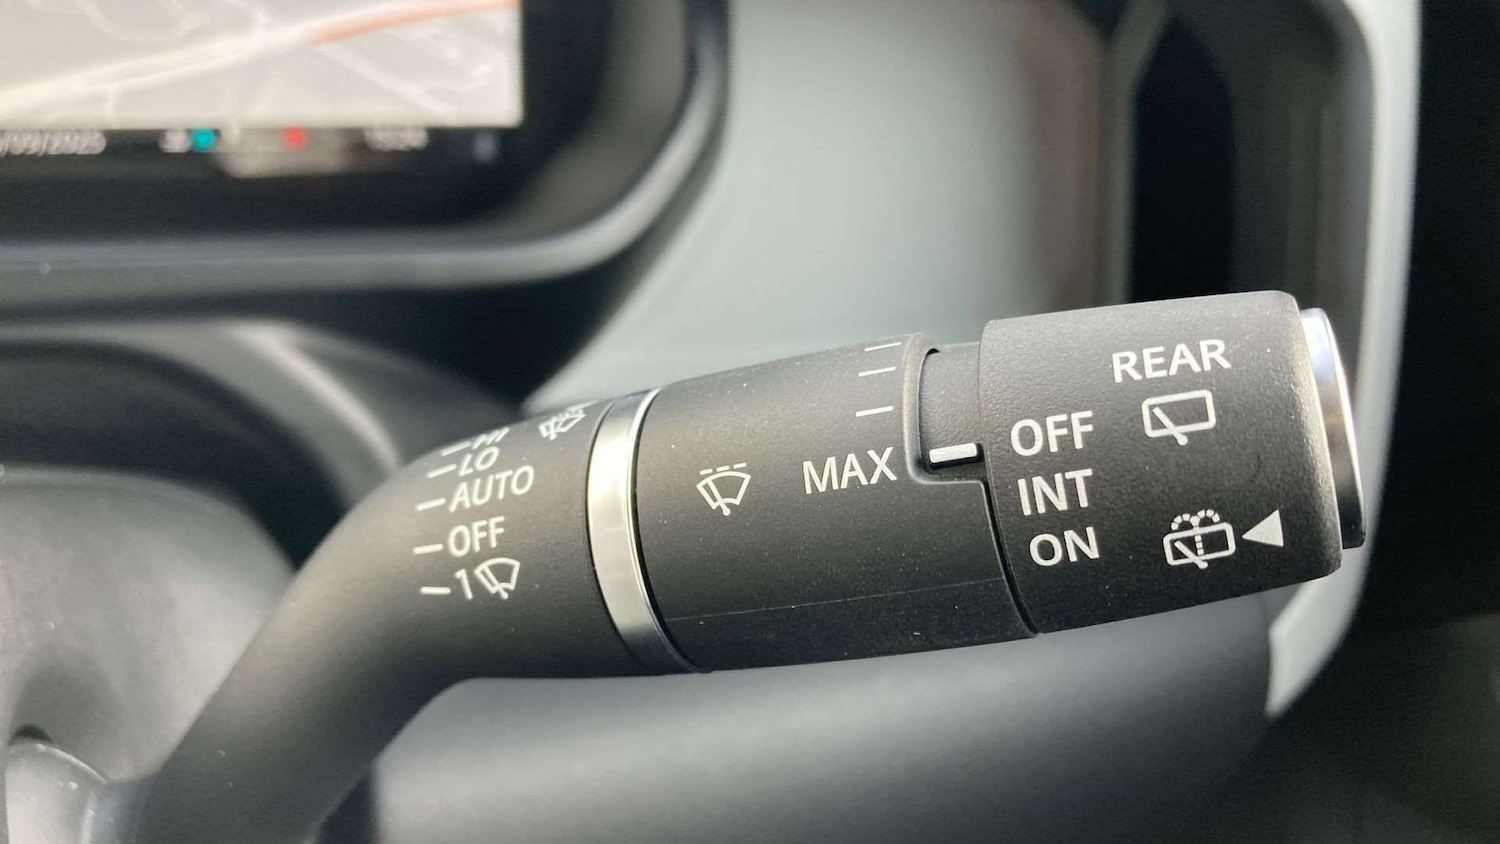 HI
LO
AUTO
OFF
1
MAX
REAR
OFF
INT
ON